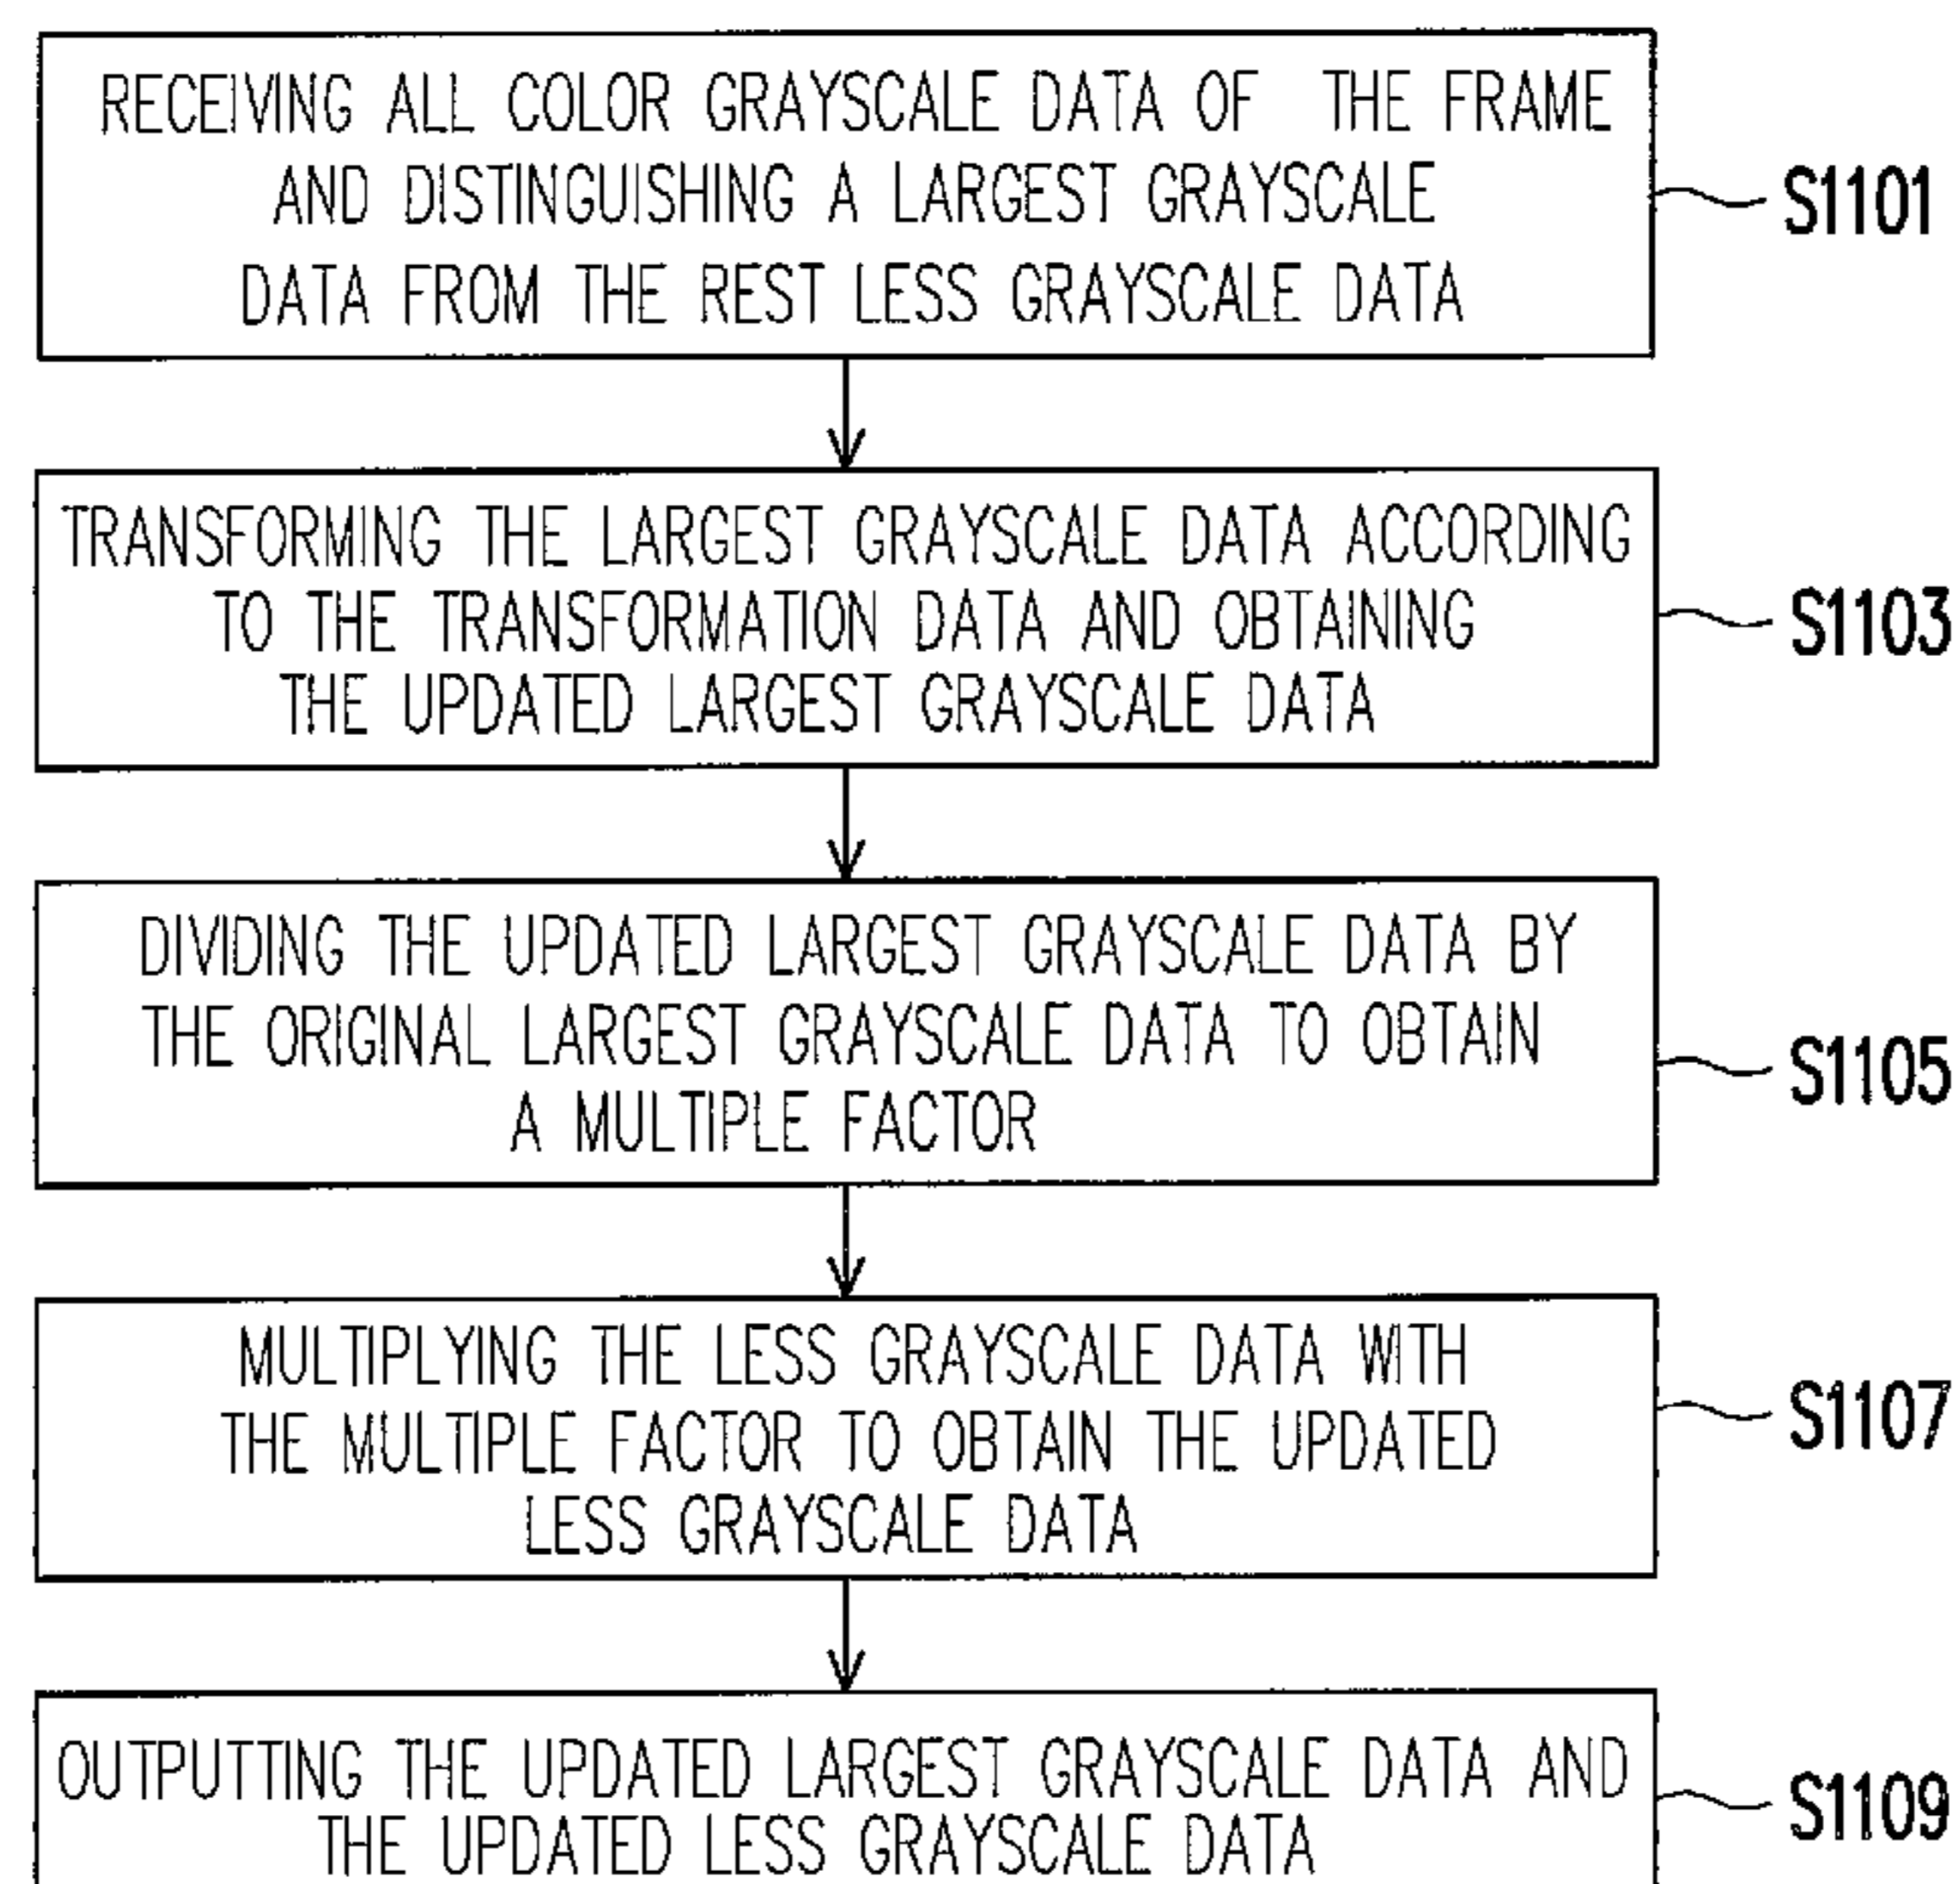 RECEIVING ALL COLOR GRAYSCALE DATA OF THE FRAME
AND DISTINGUISHING A LARGEST GRAYSCALE
DATA FROM THE REST LESS GRAYSCALE DATA
S1101
TRANSFORMING THE LARGEST GRAYSCALE DATA ACCORDING
TO THE TRANSFORMATION DATA AND OBTAINING
THE UPDATED LARGEST GRAYSCALE DATA
S1103
DIVIDING THE UPDATED LARGEST GRAYSCALE DATA BY
THE ORIGINAL LARGEST GRAYSCALE DATA TO OBTAIN
A MULTIPLE FACTOR
S1105
MULTIPLYING THE LESS GRAYSCALE DATA WITH
THE MULTIPLE FACTOR TO OBTAIN THE UPDATED
LESS GRAYSCALE DATA
S1107
OUTPUTTING THE UPDATED LARGEST GRAYSCALE DATA AND
THE UPDATED LESS GRAYSCALE DATA
S1109